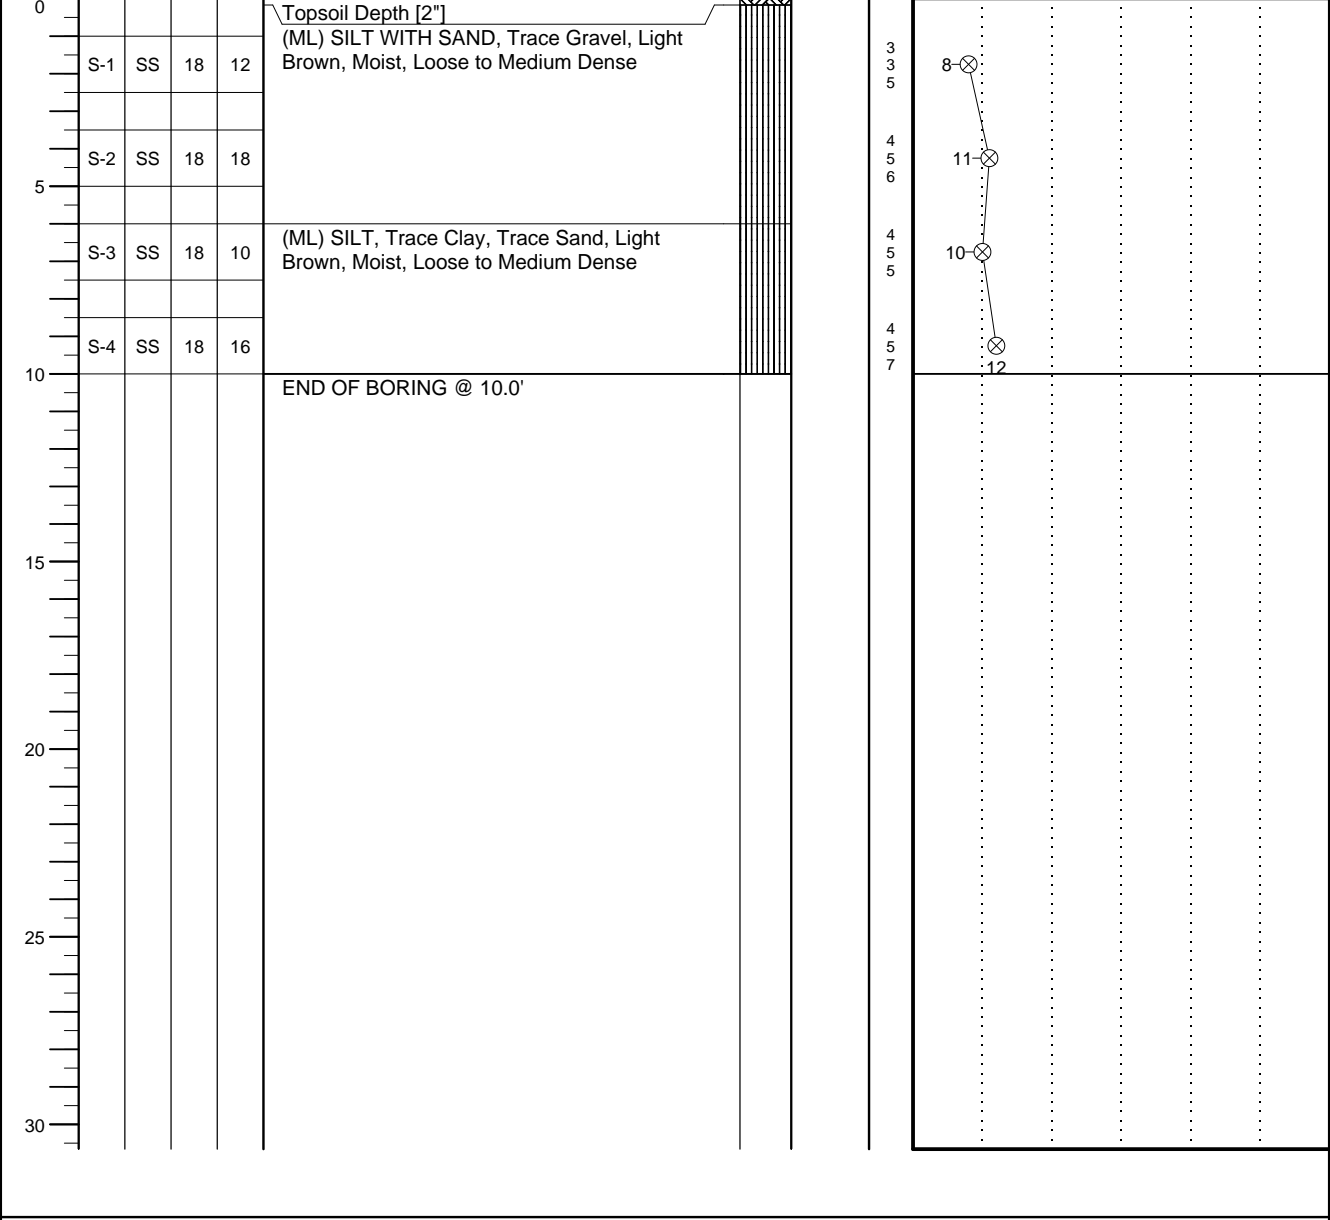 0
Topsoil Depth [2"]
(ML) SILT WITH SAND, Trace Gravel, Light
Brown, Moist, Loose to Medium Dense
S-1 SS 18 12
3
3
5
8
S-2 SS 18 18
4
5
6
11
5
(ML) SILT, Trace Clay, Trace Sand, Light
Brown, Moist, Loose to Medium Dense
S-3 SS 18 10
4
5
5
10
S-4 SS 18 16
4
5
7
12
10
END OF BORING @ 10.0'
15
20
25
30